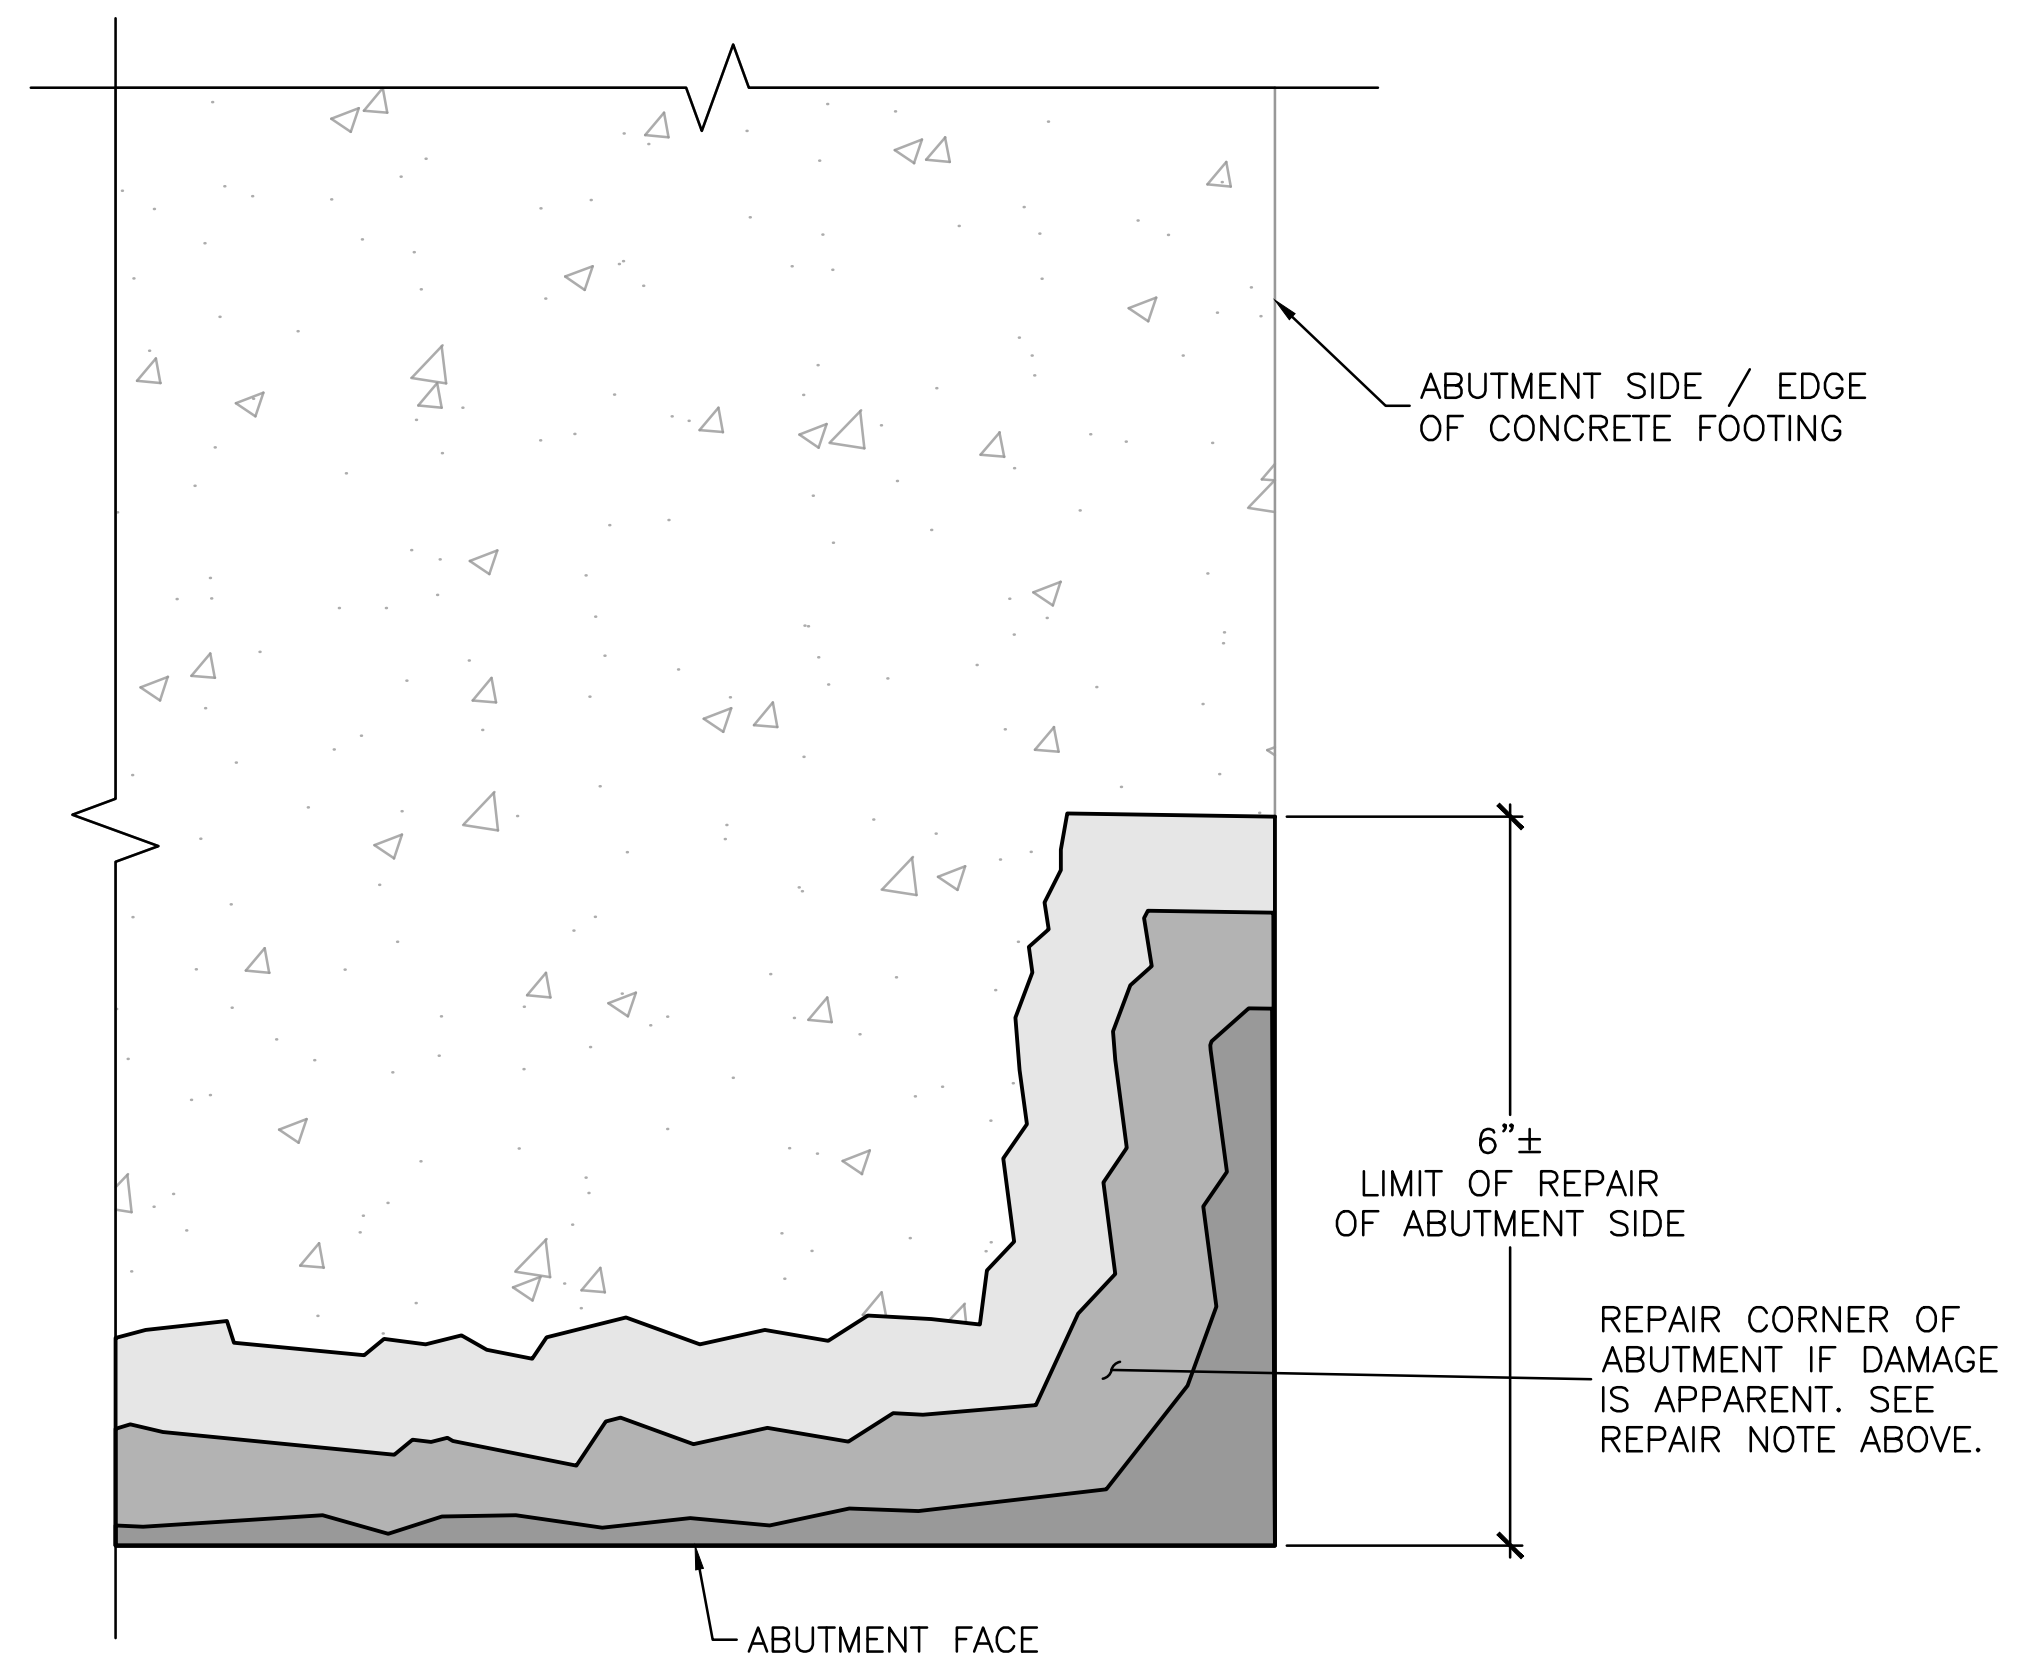 ABUTMENT SIDE / EDGE
OF CONCRETE FOOTING
6"±
LIMIT OF REPAIR
OF ABUTMENT SIDE
REPAIR CORNER OF
ABUTMENT IF DAMAGE
IS APPARENT. SEE
REPAIR NOTE ABOVE.
ABUTMENT FACE